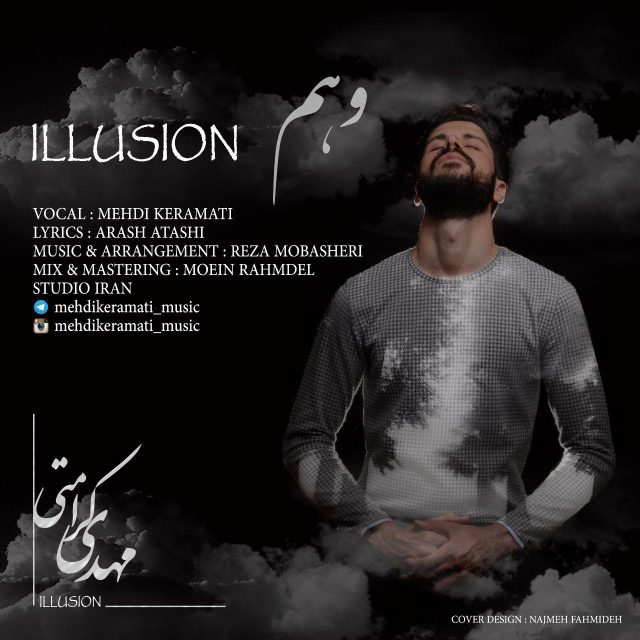 ILLUSION وهم
VOCAL : MEHDI KERAMATI
LYRICS : ARASH ATASHI
MUSIC & ARRANGEMENT : REZA MOBASHERI
MIX & MASTERING : MOEIN RAHMDEL
STUDIO IRAN
mehdikeramati_music
mehdikeramati_music
مهدی کرامتی
ILLUSION
COVER DESIGN : NAJMEH FAHMIDEH